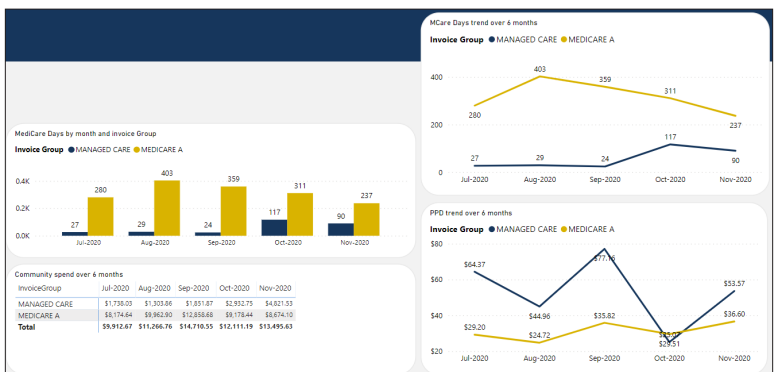 MCare Days trend over 6 months
Invoice Group MANAGED CARE MEDICARE A
400
200
0
280
403
359
311
237
27
29
24
117
90
Jul-2020 Aug-2020 Sep-2020 Oct-2020 Nov-2020
MediCare Days by month and invoice Group
Invoice Group MANAGED CARE MEDICARE A
0.4K
0.2K
0.0K
27 280
29 403
24 359
117 311
90 237
Jul-2020 Aug-2020 Sep-2020 Oct-2020 Nov-2020
PPD trend over 6 months
Invoice Group MANAGED CARE MEDICARE A
$80
$60
$40
$20
$64.37
$44.96
$77.16
$53.57
$29.20
$24.72
$35.82
$29.51
$36.60
Jul-2020 Aug-2020 Sep-2020 Oct-2020 Nov-2020
Community spend over 6 months
InvoiceGroup Jul-2020 Aug-2020 Sep-2020 Oct-2020 Nov-2020
MANAGED CARE $1,738.03 $1,303.86 $1,851.87 $2,932.75 $4,821.53
MEDICARE A $8,174.64 $9,962.90 $12,858.68 $9,178.44 $8,674.10
Total $9,912.67 $11,266.76 $14,710.55 $12,111.19 $13,495.63